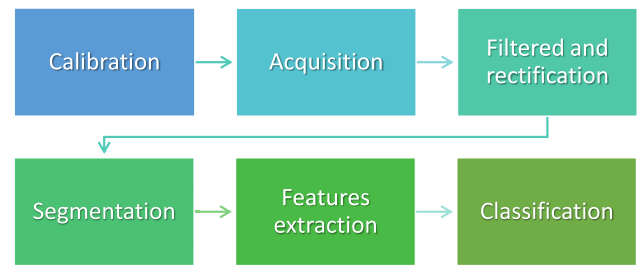 Calibration
Acquisition
Filtered and
rectification
Segmentation
Features
extraction
Classification